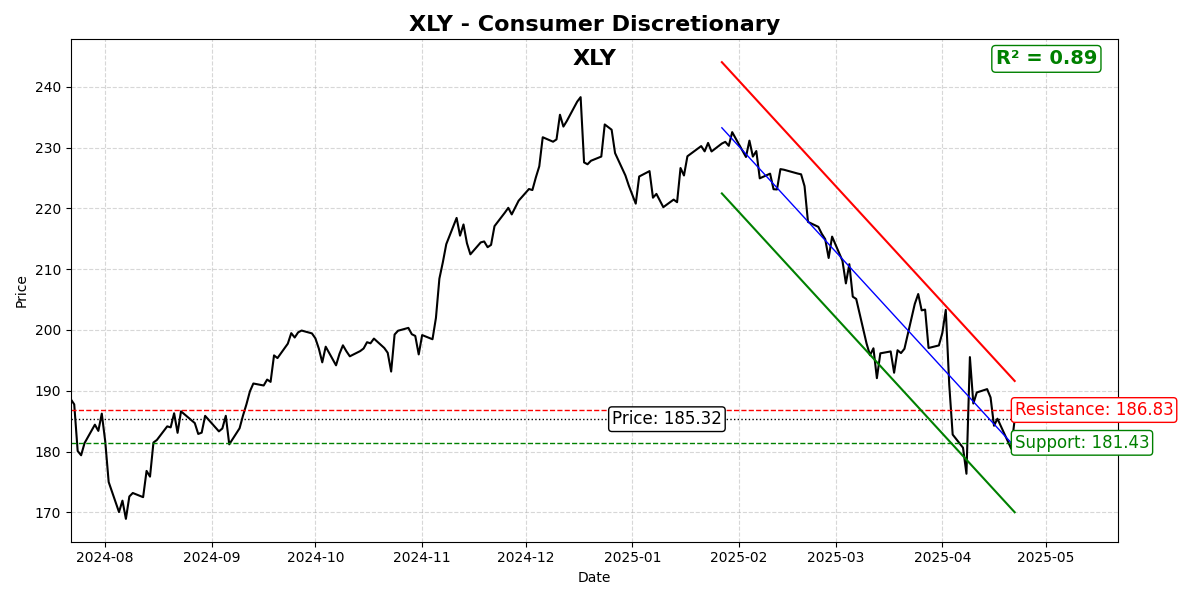 XLY - Consumer Discretionary
XLY
R² = 0.89
240
230
220
210
200
190
180
170
Price
Price: 185.32
Resistance: 186.83
Support: 181.43
2024-08
2024-09
2024-10
2024-11
2024-12
2025-01
2025-02
2025-03
2025-04
2025-05
Date